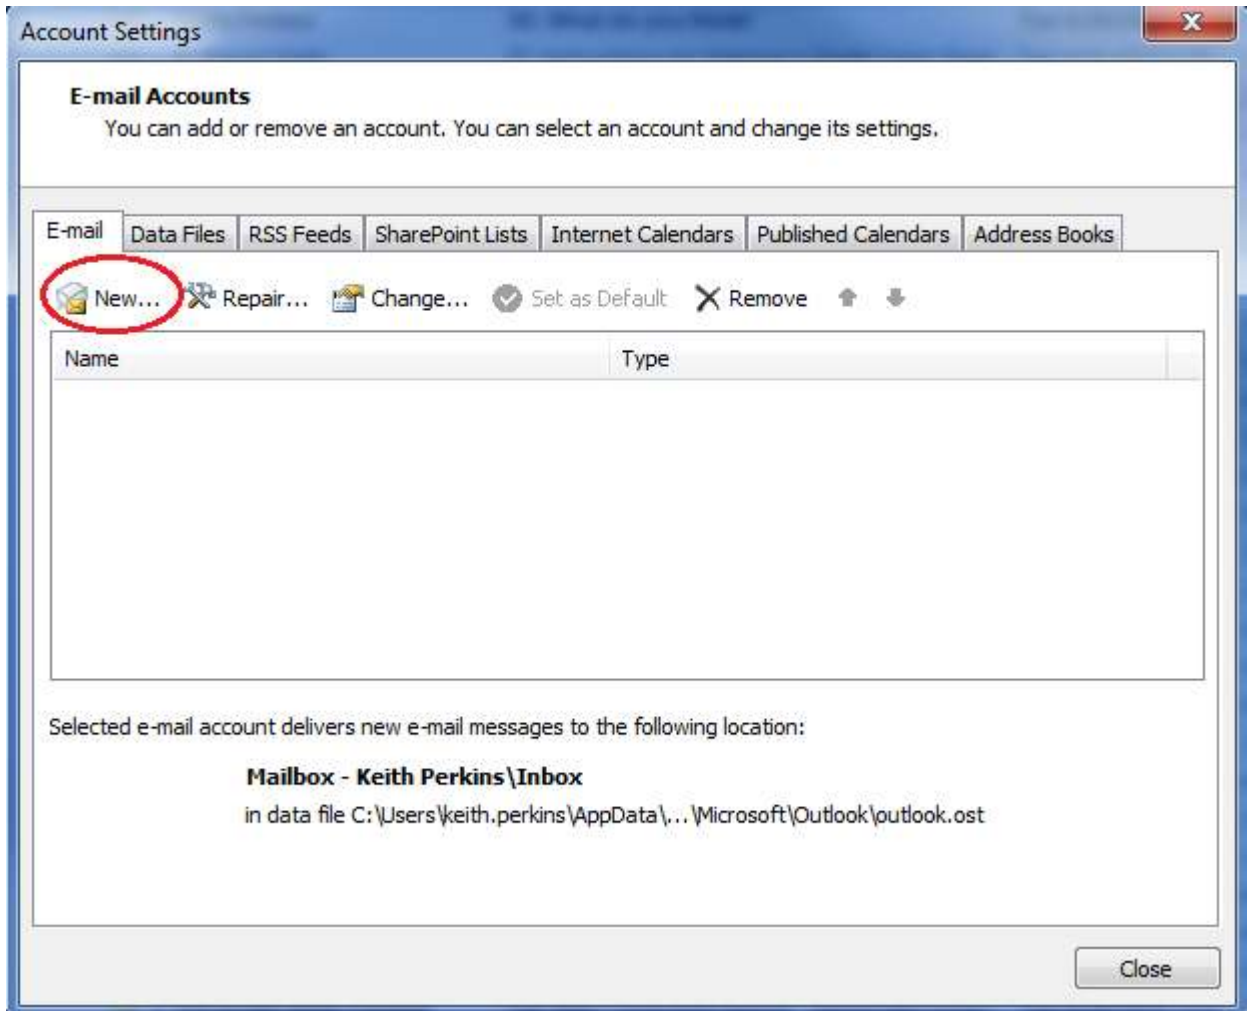 Account Settings
E-mail Accounts
You can add or remove an account. You can select an account and change its settings.
E-mail Data Files RSS Feeds SharePoint Lists Internet Calendars Published Calendars Address Books
New... Repair... Change... Set as Default Remove
Name Type
Selected e-mail account delivers new e-mail messages to the following location:
Mailbox - Keith Perkins\Inbox
in data file C:\Users\keith.perkins\AppData\...\Microsoft\Outlook\outlook.ost
Close